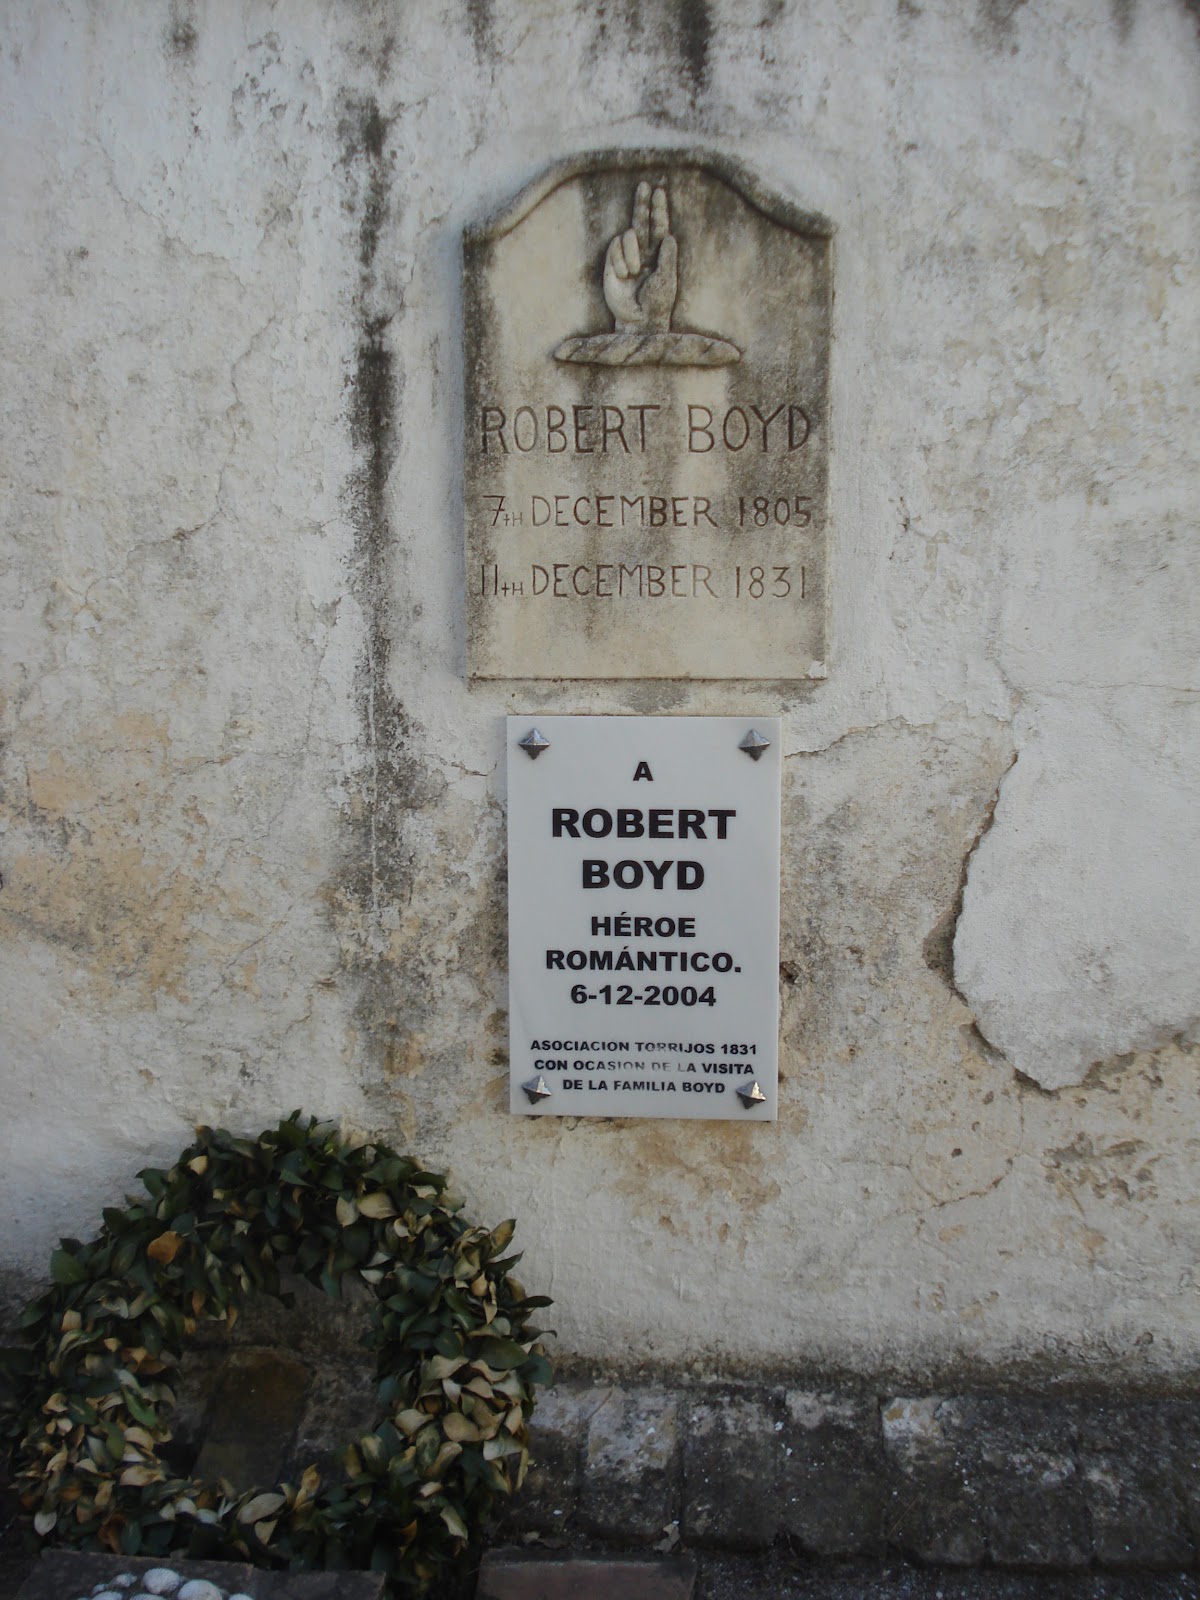 ROBERT BOYD
7TH DECEMBER 1805
11TH DECEMBER 1831
A
ROBERT
BOYD
HÉROE
ROMÁNTICO.
6-12-2004
ASOCIACION TORRIJOS 1831
CON OCASION DE LA VISITA
DE LA FAMILIA BOYD